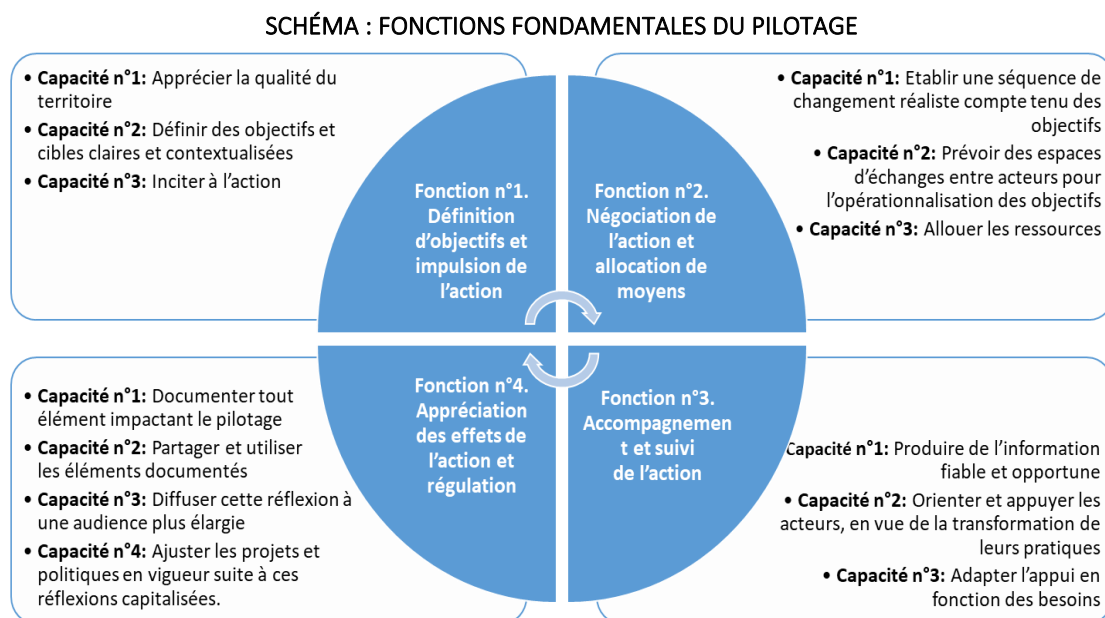 SCHÉMA : FONCTIONS FONDAMENTALES DU PILOTAGE
• Capacité n°1: Apprécier la qualité du
territoire
• Capacité n°2: Définir des objectifs et
cibles claires et contextualisées
• Capacité n°3: Inciter à l’action
• Capacité n°1: Etablir une séquence de
changement réaliste compte tenu des
objectifs
• Capacité n°2: Prévoir des espaces
d’échanges entre acteurs pour
l’opérationnalisation des objectifs
• Capacité n°3: Allouer les ressources
Fonction n°1.
Définition
d’objectifs et
impulsion de
l’action
Fonction n°2.
Négociation de
l’action et
allocation de
moyens
Fonction n°4.
Appréciation
des effets de
l’action et
régulation
Fonction n°3.
Accompagnemen
t et suivi
de l’action
• Capacité n°1: Documenter tout
élément impactant le pilotage
• Capacité n°2: Partager et utiliser
les éléments documentés
• Capacité n°3: Diffuser cette réflexion à
une audience plus élargie
• Capacité n°4: Ajuster les projets et
politiques en vigueur suite à ces
réflexions capitalisées.
Capacité n°1: Produire de l’information
fiable et opportune
• Capacité n°2: Orienter et appuyer les
acteurs, en vue de la transformation de
leurs pratiques
• Capacité n°3: Adapter l’appui en
fonction des besoins